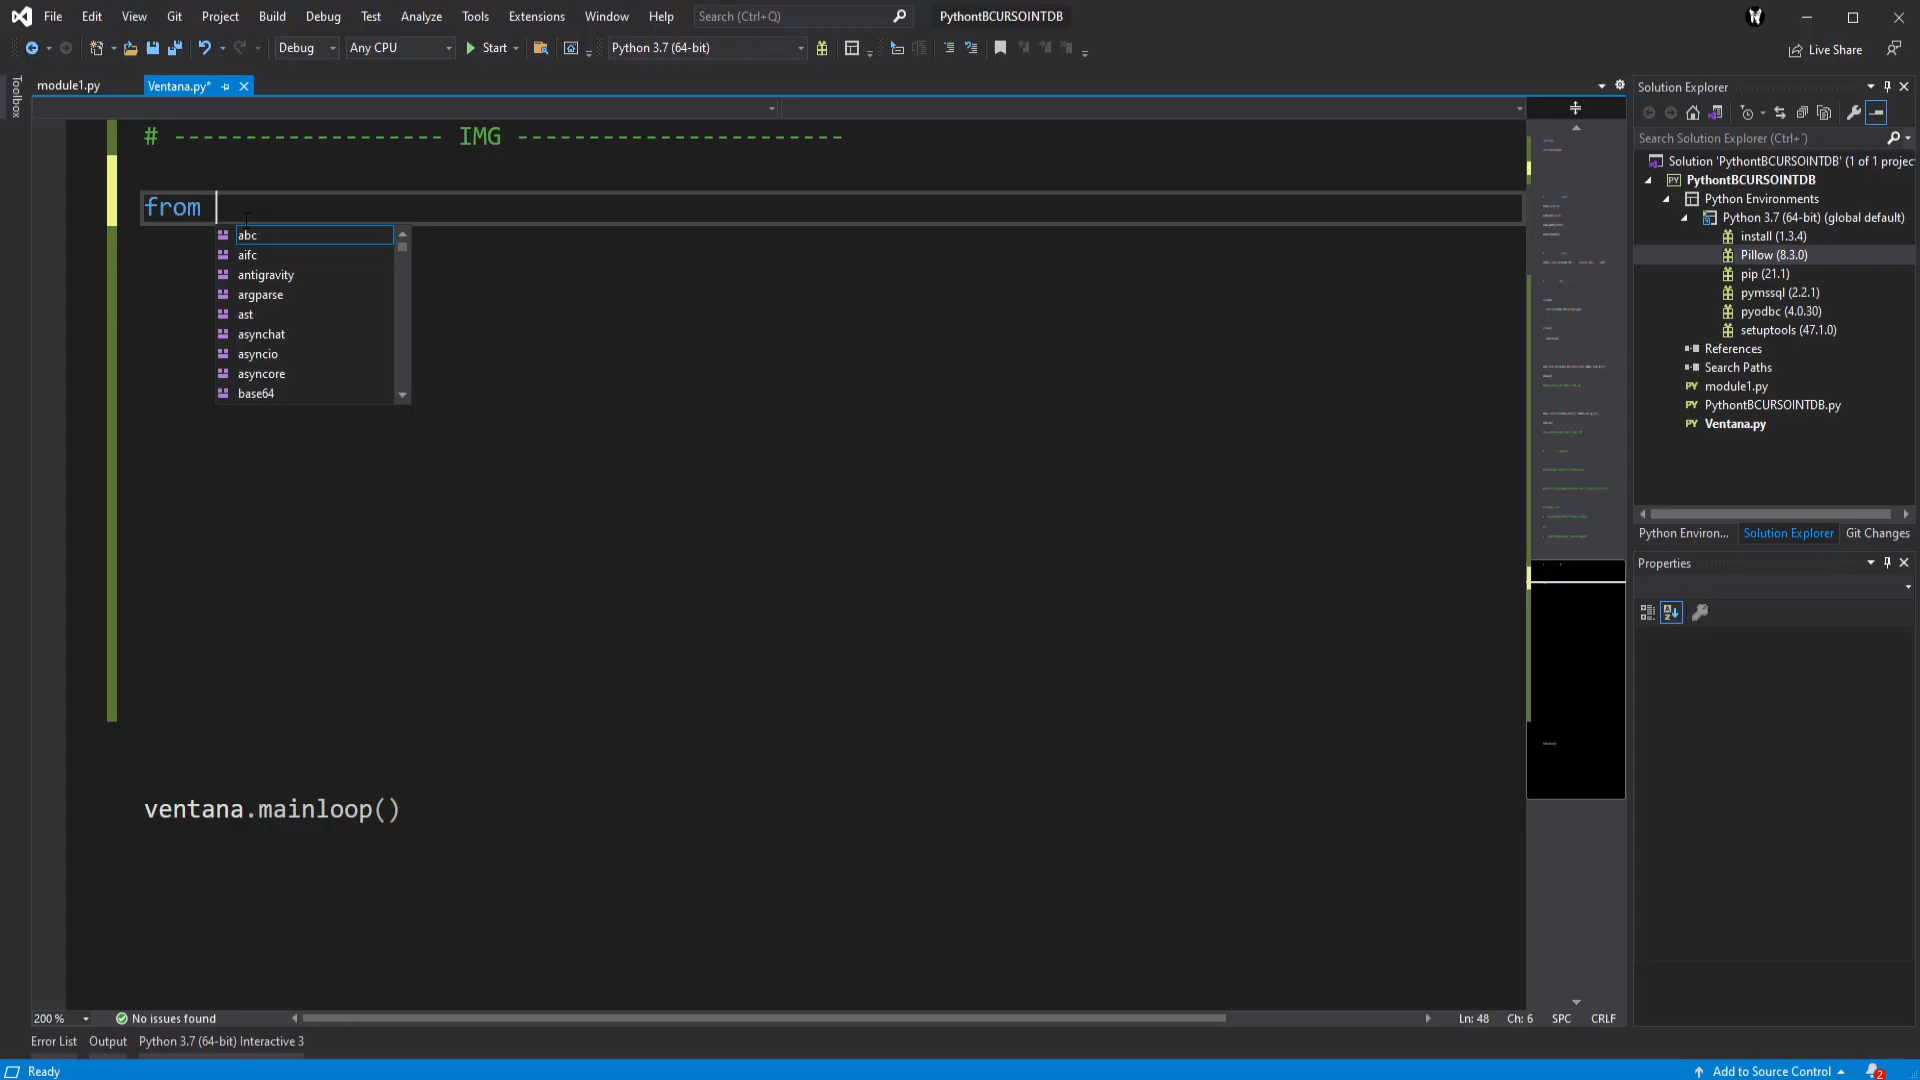 File Edit View Git Project Build Debug Test Analyze Tools Extensions Window Help Search (Ctrl+Q) PythontBCURSOINTDB
Debug Any CPU Start Python 3.7 (64-bit) Live Share
Toolbox
module1.py Ventana.py*
# ------------------- IMG -----------------------
from
abc
aifc
antigravity
argparse
ast
asynchat
asyncio
asyncore
base64
ventana.mainloop()
200 % No issues found Ln: 48 Ch: 6 SPC CRLF
Error List Output Python 3.7 (64-bit) Interactive 3
Ready Add to Source Control 2
Solution Explorer
Search Solution Explorer (Ctrl+¨)
Solution 'PythontBCURSOINTDB' (1 of 1 projec
PythontBCURSOINTDB
Python Environments
Python 3.7 (64-bit) (global default)
install (1.3.4)
Pillow (8.3.0)
pip (21.1)
pymssql (2.2.1)
pyodbc (4.0.30)
setuptools (47.1.0)
References
Search Paths
module1.py
PythontBCURSOINTDB.py
Ventana.py
Python Environ... Solution Explorer Git Changes
Properties